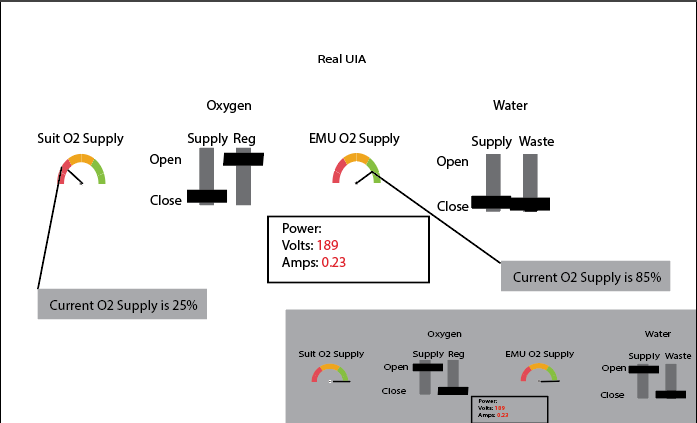 Real UIA
Oxygen
Water
Suit O2 Supply
Supply Reg
EMU O2 Supply
Supply Waste
Open
Open
Close
Close
Power:
Volts: 189
Amps: 0.23
Current O2 Supply is 25%
Current O2 Supply is 85%
Oxygen
Water
Suit O2 Supply
Supply Reg
EMU O2 Supply
Supply Waste
Open
Open
Close
Close
Power:
Volts: 189
Amps: 0.23